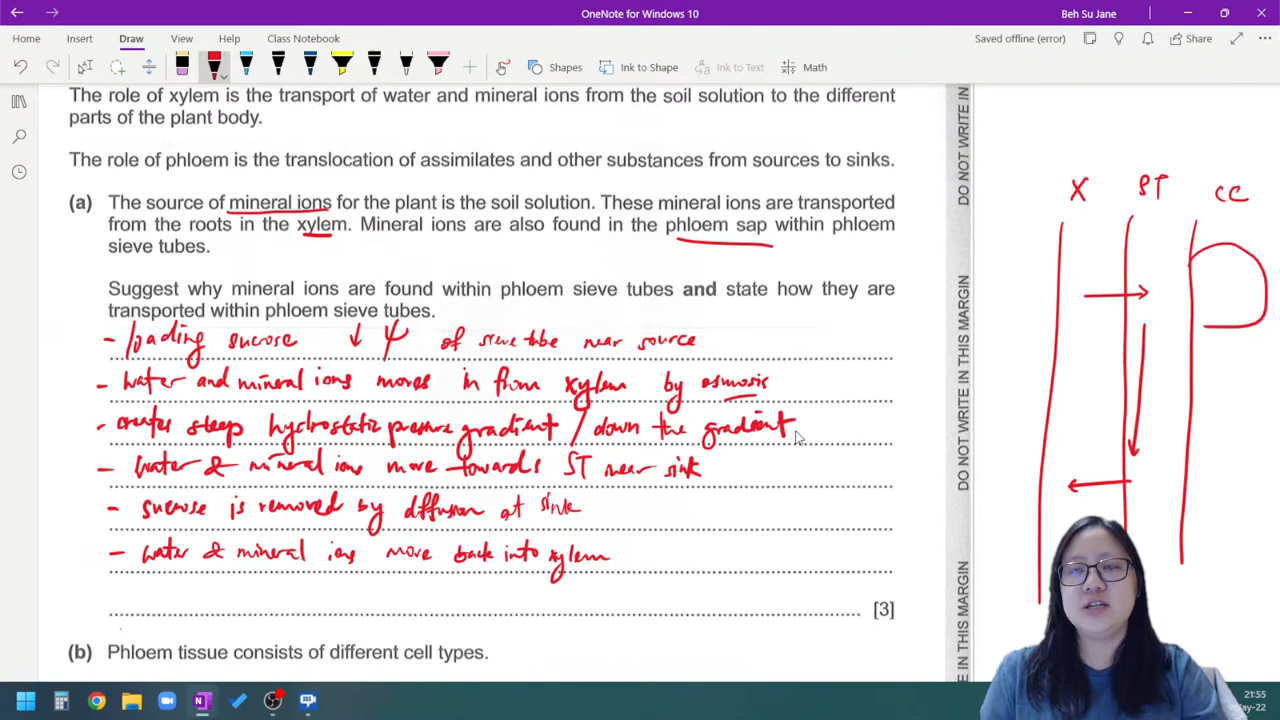 OneNote for Windows 10
Beh Su Jane
Home Insert Draw View Help Class Notebook
Saved offline (error)
Share
Shapes
Ink to Shape
Ink to Text
Math
The role of xylem is the transport of water and mineral ions from the soil solution to the different
parts of the plant body.
The role of phloem is the translocation of assimilates and other substances from sources to sinks.
(a) The source of mineral ions for the plant is the soil solution. These mineral ions are transported
from the roots in the xylem. Mineral ions are also found in the phloem sap within phloem
sieve tubes.
Suggest why mineral ions are found within phloem sieve tubes and state how they are
transported within phloem sieve tubes.
- loading sucrose ↓ Ψ of sieve tube near source
- water and mineral ions moves in from xylem by osmosis
- creates steep hydrostatic pressure gradient / down the gradient
- water & mineral ions move towards ST near sink
- sucrose is removed by diffusion at sink
- water & mineral ions move back into xylem
[3]
(b) Phloem tissue consists of different cell types.
DO NOT WRITE IN
DO NOT WRITE IN THIS MARGIN
E IN THIS MARGIN
X ST CC
21:55
ay-22